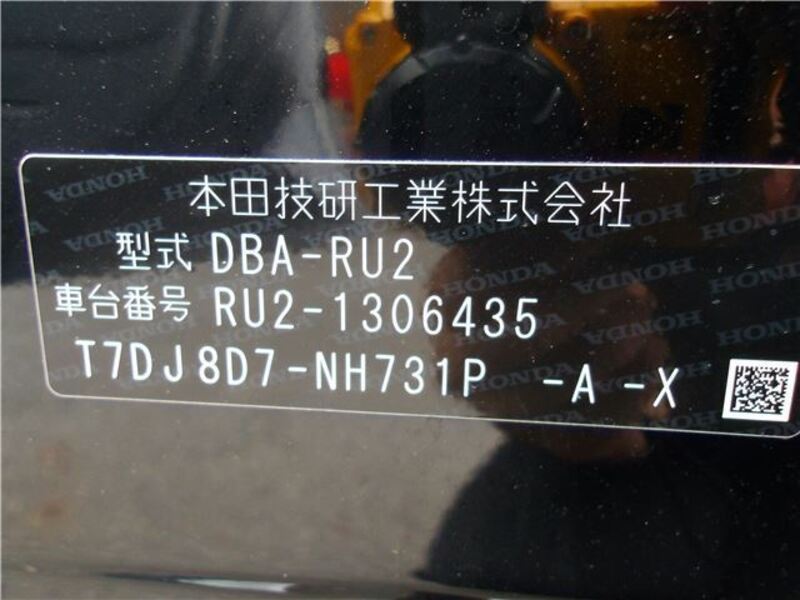 本田技研工業株式会社
型式 DBA-RU2
車台番号 RU2-1306435
T7DJ8D7-NH731P -A -X